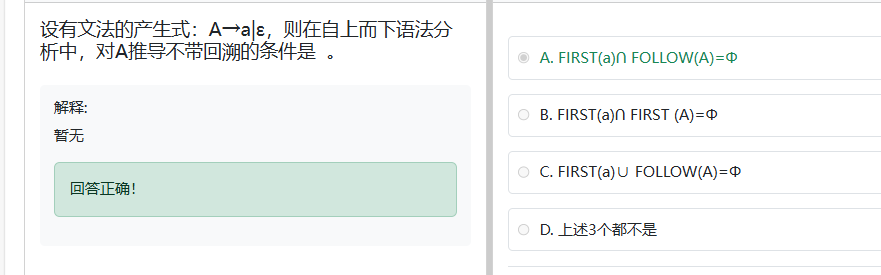 设有文法的产生式：A→a|ε，则在自上而下语法分
析中，对A推导不带回溯的条件是 。
解释:
暂无
回答正确!
A. FIRST(a)∩ FOLLOW(A)=Φ
B. FIRST(a)∩ FIRST (A)=Φ
C. FIRST(a)∪ FOLLOW(A)=Φ
D. 上述3个都不是